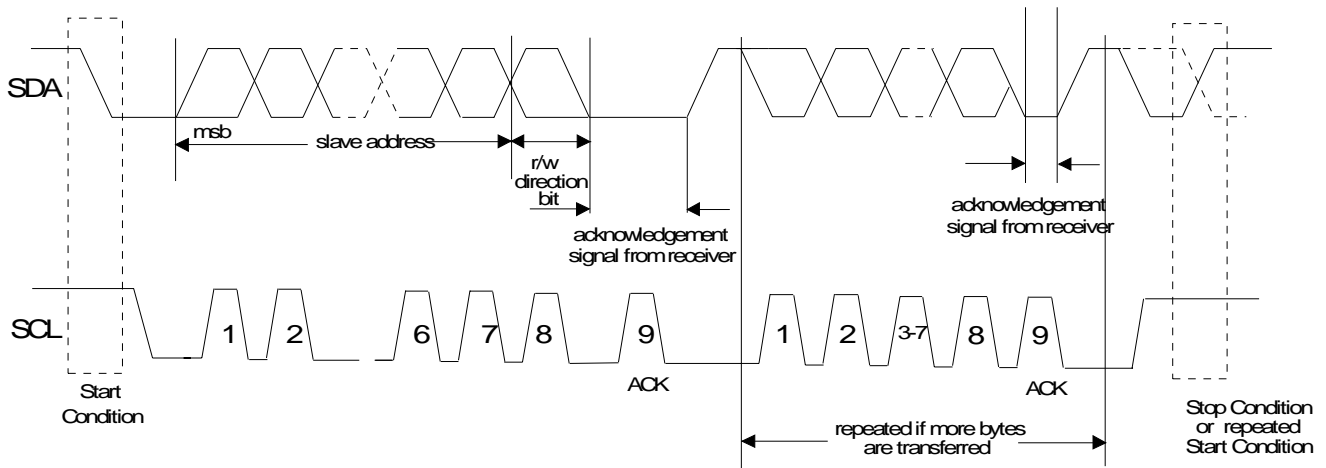 SDA
msb
slave address
r/w
direction
bit
acknowledgement
signal from receiver
acknowledgement
signal from receiver
SCL
1
2
6
7
8
9
1
2
3-7
8
9
ACK
ACK
Start
Condition
repeated if more bytes
are transferred
Stop Condition
or repeated
Start Condition